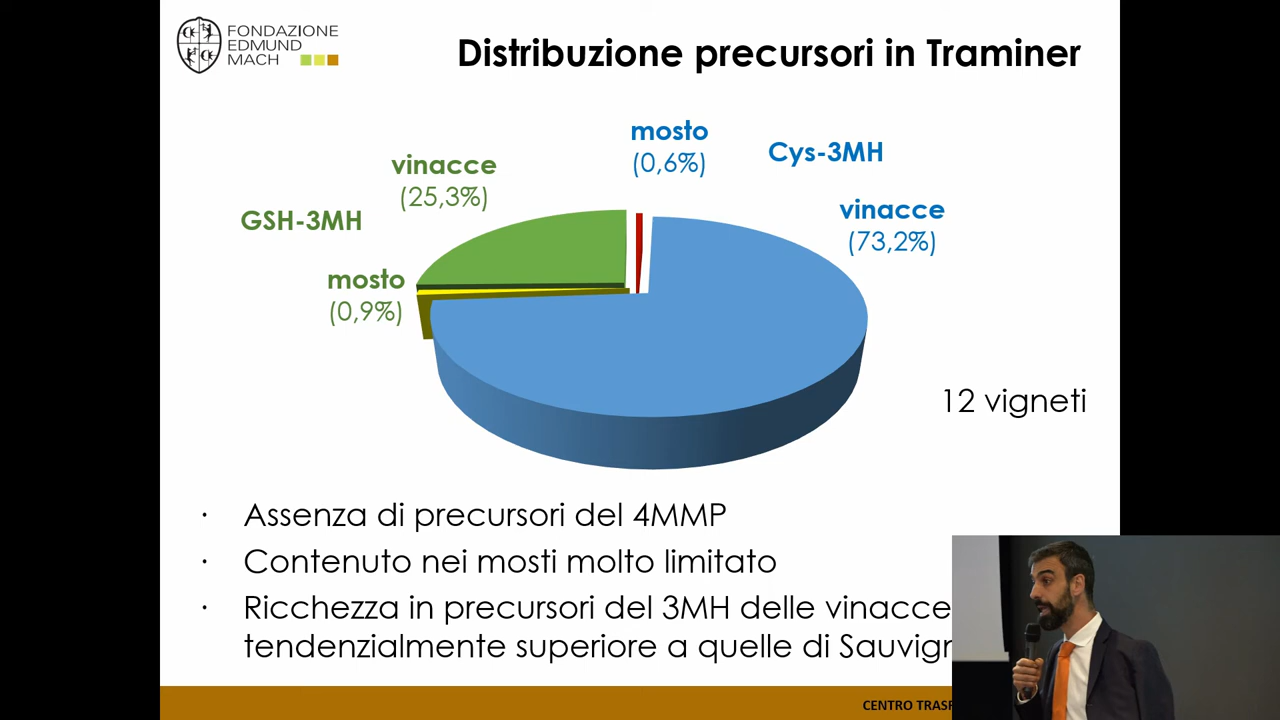 FONDAZIONE
EDMUND
MACH
Distribuzione precursori in Traminer
mosto
(0,6%)
Cys-3MH
vinacce
(25,3%)
vinacce
(73,2%)
GSH-3MH
mosto
(0,9%)
12 vigneti
· Assenza di precursori del 4MMP
· Contenuto nei mosti molto limitato
· Ricchezza in precursori del 3MH delle vinacce
tendenzialmente superiore a quelle di
CENTRO